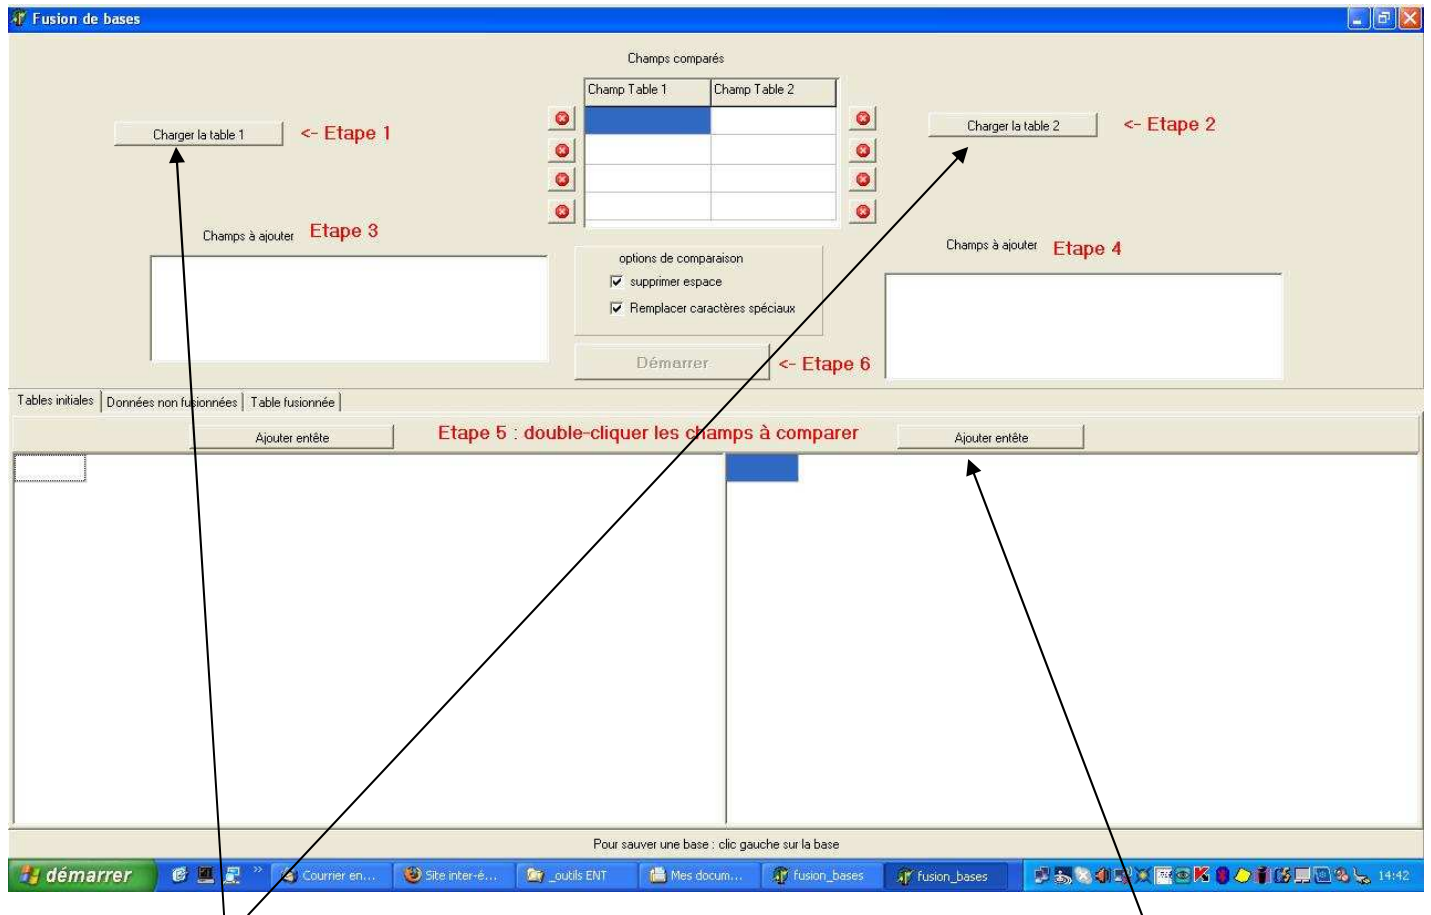 Fusion de bases
Champs comparés
Champ Table 1 Champ Table 2
Charger la table 1 <- Etape 1
Charger la table 2 <- Etape 2
Champs à ajouter Etape 3
Champs à ajouter Etape 4
options de comparaison
supprimer espace
Remplacer caractères spéciaux
Démarrer <- Etape 6
Tables initiales Données non fusionnées Table fusionnée
Ajouter entête Etape 5 : double-cliquer les champs à comparer Ajouter entête
Pour sauver une base : clic gauche sur la base
démarrer » Courrier en... Site inter-é... _outils ENT Mes docum... fusion_bases fusion_bases 14:42